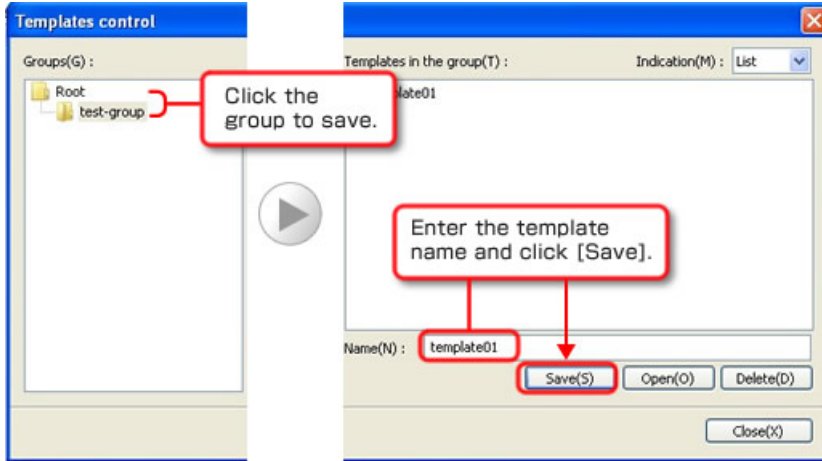 Templates control
Groups(G) :
Root
test-group
Click the
group to save.
Templates in the group(T) :
Indication(M) : List
Enter the template
name and click [Save].
Name(N) : template01
Save(S) Open(O) Delete(D)
Close(X)